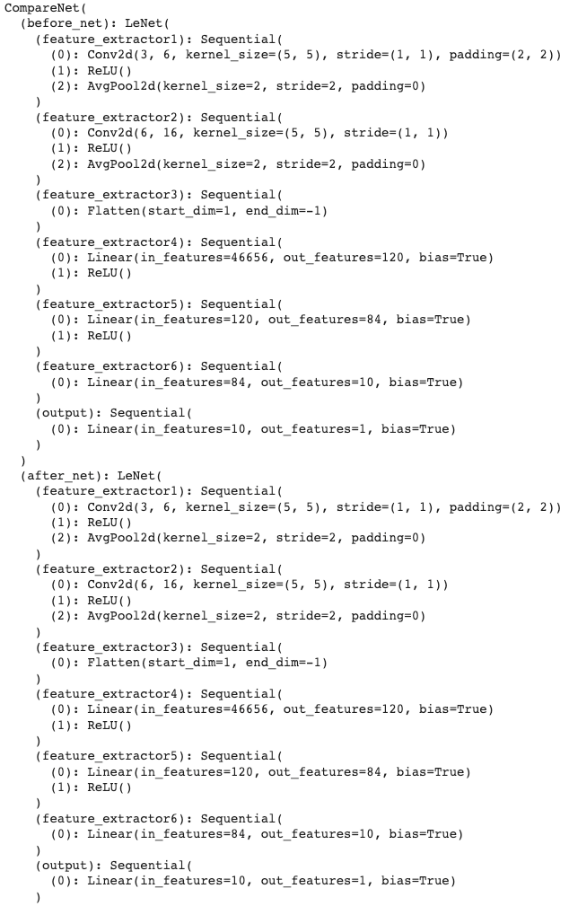 CompareNet(
  (before_net): LeNet(
    (feature_extractor1): Sequential(
      (0): Conv2d(3, 6, kernel_size=(5, 5), stride=(1, 1), padding=(2, 2))
      (1): ReLU()
      (2): AvgPool2d(kernel_size=2, stride=2, padding=0)
    )
    (feature_extractor2): Sequential(
      (0): Conv2d(6, 16, kernel_size=(5, 5), stride=(1, 1))
      (1): ReLU()
      (2): AvgPool2d(kernel_size=2, stride=2, padding=0)
    )
    (feature_extractor3): Sequential(
      (0): Flatten(start_dim=1, end_dim=-1)
    )
    (feature_extractor4): Sequential(
      (0): Linear(in_features=46656, out_features=120, bias=True)
      (1): ReLU()
    )
    (feature_extractor5): Sequential(
      (0): Linear(in_features=120, out_features=84, bias=True)
      (1): ReLU()
    )
    (feature_extractor6): Sequential(
      (0): Linear(in_features=84, out_features=10, bias=True)
    )
    (output): Sequential(
      (0): Linear(in_features=10, out_features=1, bias=True)
    )
  )
  (after_net): LeNet(
    (feature_extractor1): Sequential(
      (0): Conv2d(3, 6, kernel_size=(5, 5), stride=(1, 1), padding=(2, 2))
      (1): ReLU()
      (2): AvgPool2d(kernel_size=2, stride=2, padding=0)
    )
    (feature_extractor2): Sequential(
      (0): Conv2d(6, 16, kernel_size=(5, 5), stride=(1, 1))
      (1): ReLU()
      (2): AvgPool2d(kernel_size=2, stride=2, padding=0)
    )
    (feature_extractor3): Sequential(
      (0): Flatten(start_dim=1, end_dim=-1)
    )
    (feature_extractor4): Sequential(
      (0): Linear(in_features=46656, out_features=120, bias=True)
      (1): ReLU()
    )
    (feature_extractor5): Sequential(
      (0): Linear(in_features=120, out_features=84, bias=True)
      (1): ReLU()
    )
    (feature_extractor6): Sequential(
      (0): Linear(in_features=84, out_features=10, bias=True)
    )
    (output): Sequential(
      (0): Linear(in_features=10, out_features=1, bias=True)
    )